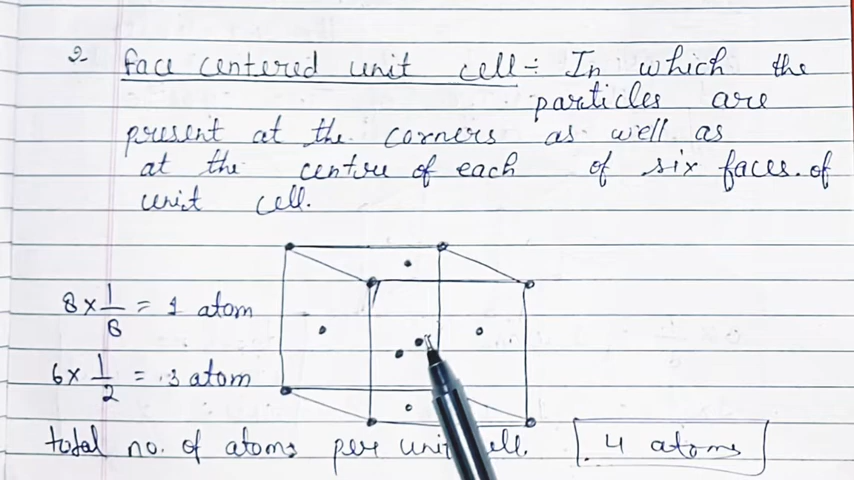 2 face centered unit cell :- In which the
particles are
present at the corners as well as
at the centre of each of six faces. of
unit cell.
8 × 1/8 = 1 atom
6 × 1/2 = 3 atom
total no. of atoms per unit cell. 4 atoms